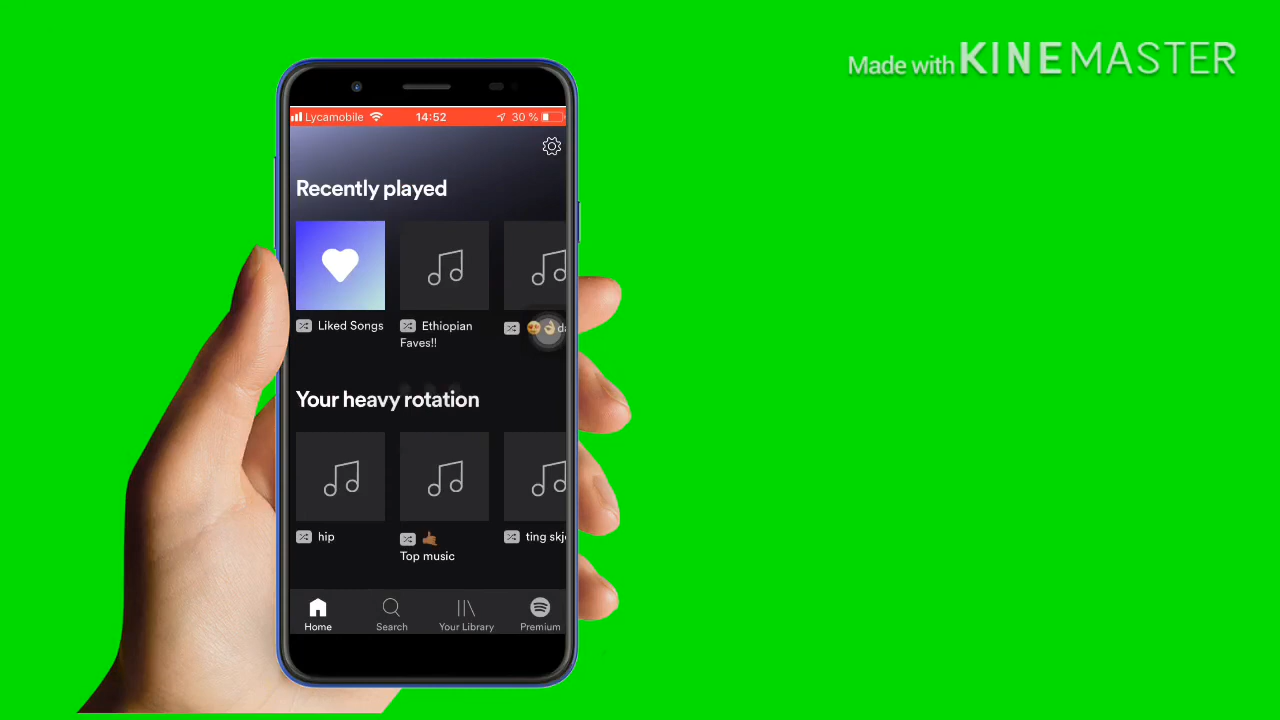 Made with KINEMASTER
Lycamobile 14:52 30 %
Recently played
Liked Songs
Ethiopian
Faves!!
😍👌da
Your heavy rotation
hip
🤙🏾
Top music
ting skj
Home Search Your Library Premium